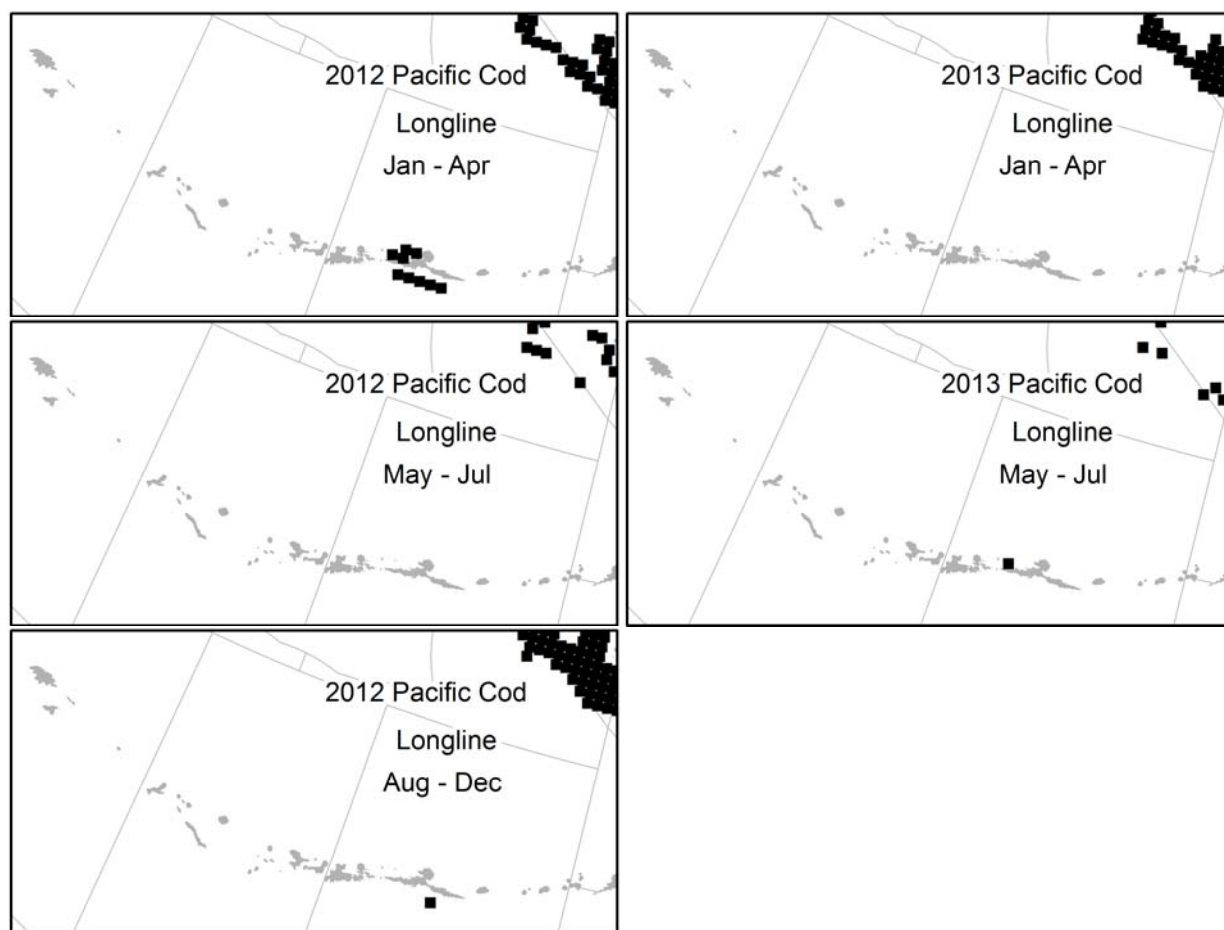 2012 Pacific Cod
Longline
Jan - Apr
2013 Pacific Cod
Longline
Jan - Apr
2012 Pacific Cod
Longline
May - Jul
2013 Pacific Cod
Longline
May - Jul
2012 Pacific Cod
Longline
Aug - Dec